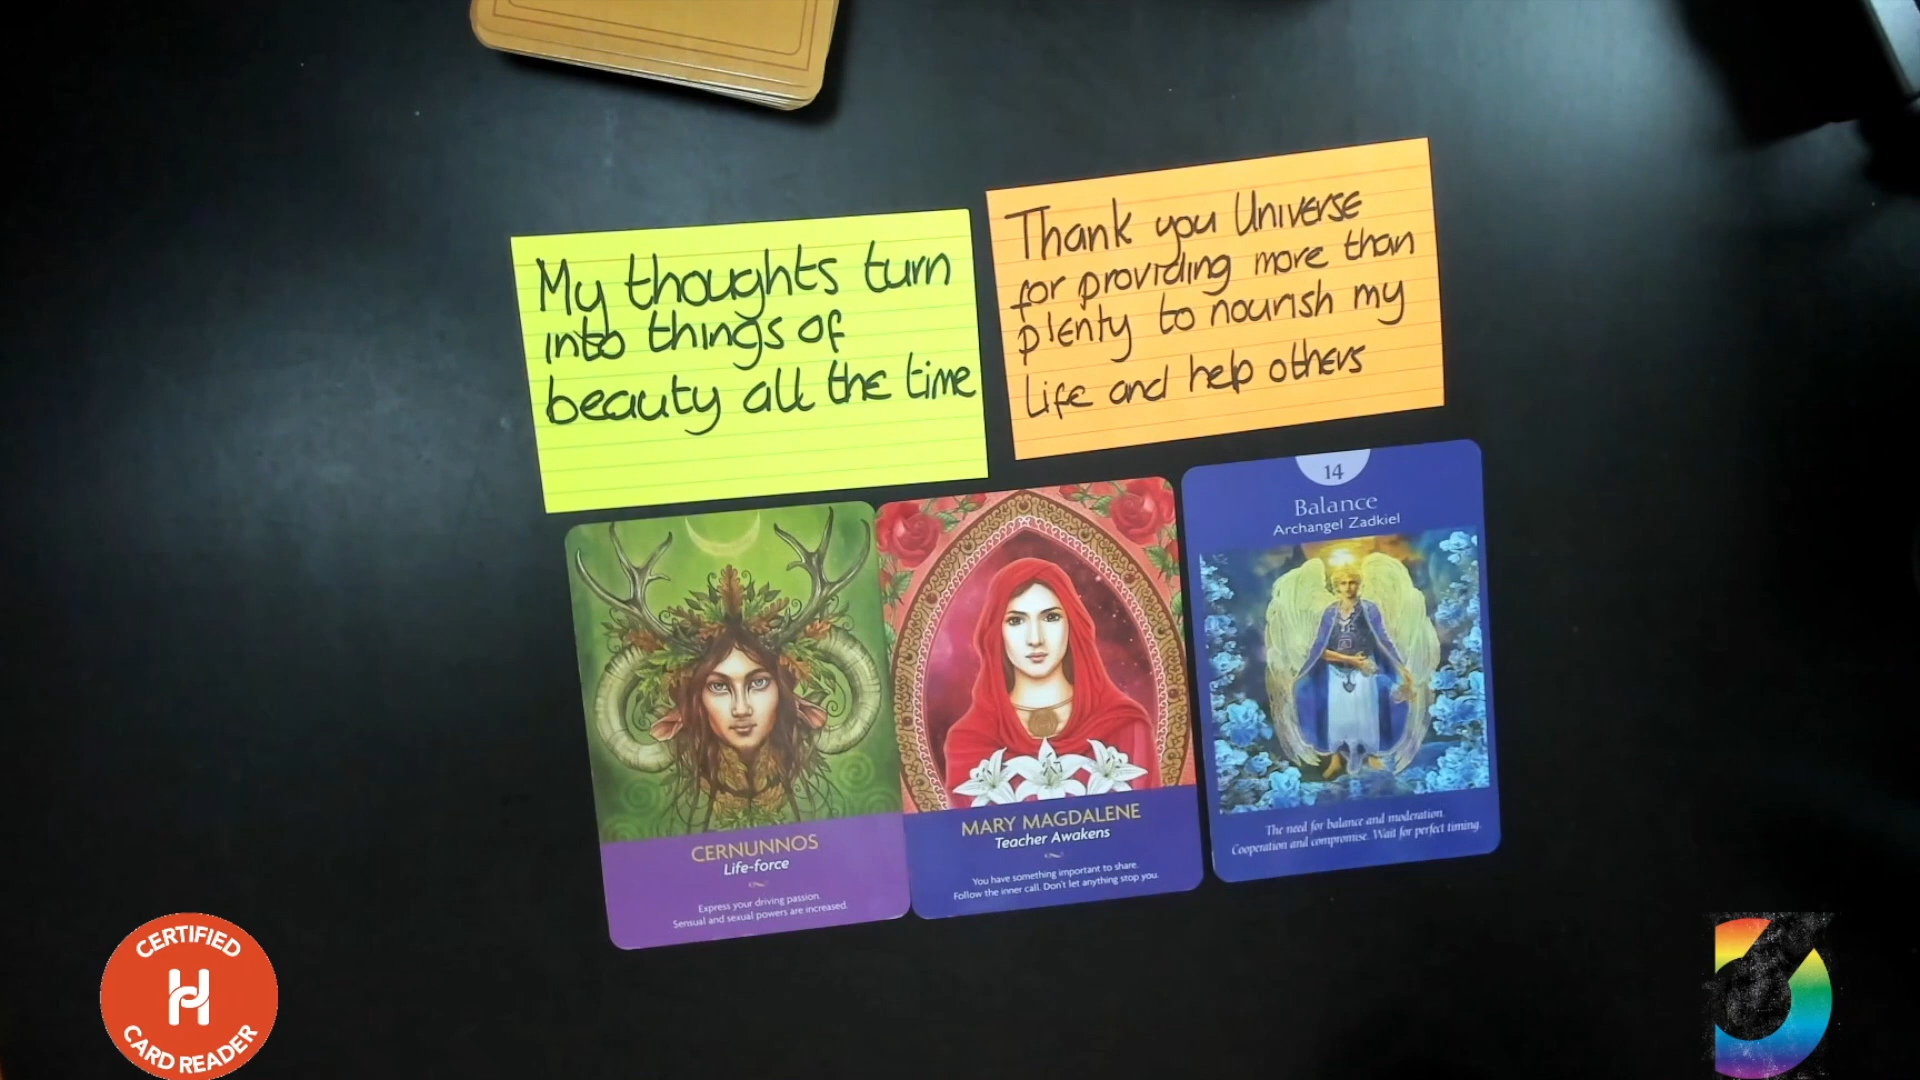 My thoughts turn
into things of
beauty all the time
Thank you Universe
for providing more than
plenty to nourish my
life and help others
CERNUNNOS
Life-force
Express your driving passion.
Sensual and sexual powers are increased.
MARY MAGDALENE
Teacher Awakens
You have something important to share.
Follow the inner call. Don't let anything stop you.
14
Balance
Archangel Zadkiel
The need for balance and moderation.
Cooperation and compromise. Wait for perfect timing.
CERTIFIED
H
CARD READER